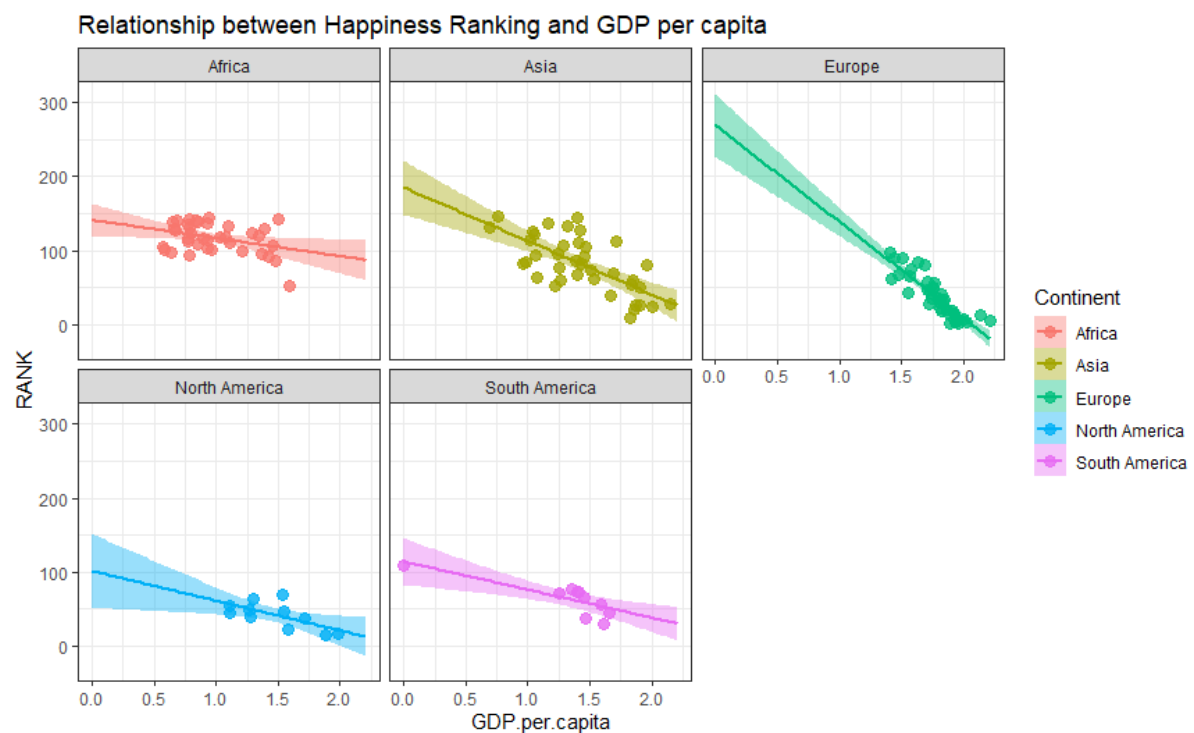 Relationship between Happiness Ranking and GDP per capita
Africa
Asia
Europe
300
200
100
0
0.0 0.5 1.0 1.5 2.0
RANK
North America
South America
300
200
100
0
0.0 0.5 1.0 1.5 2.0
0.0 0.5 1.0 1.5 2.0
GDP.per.capita
Continent
Africa
Asia
Europe
North America
South America